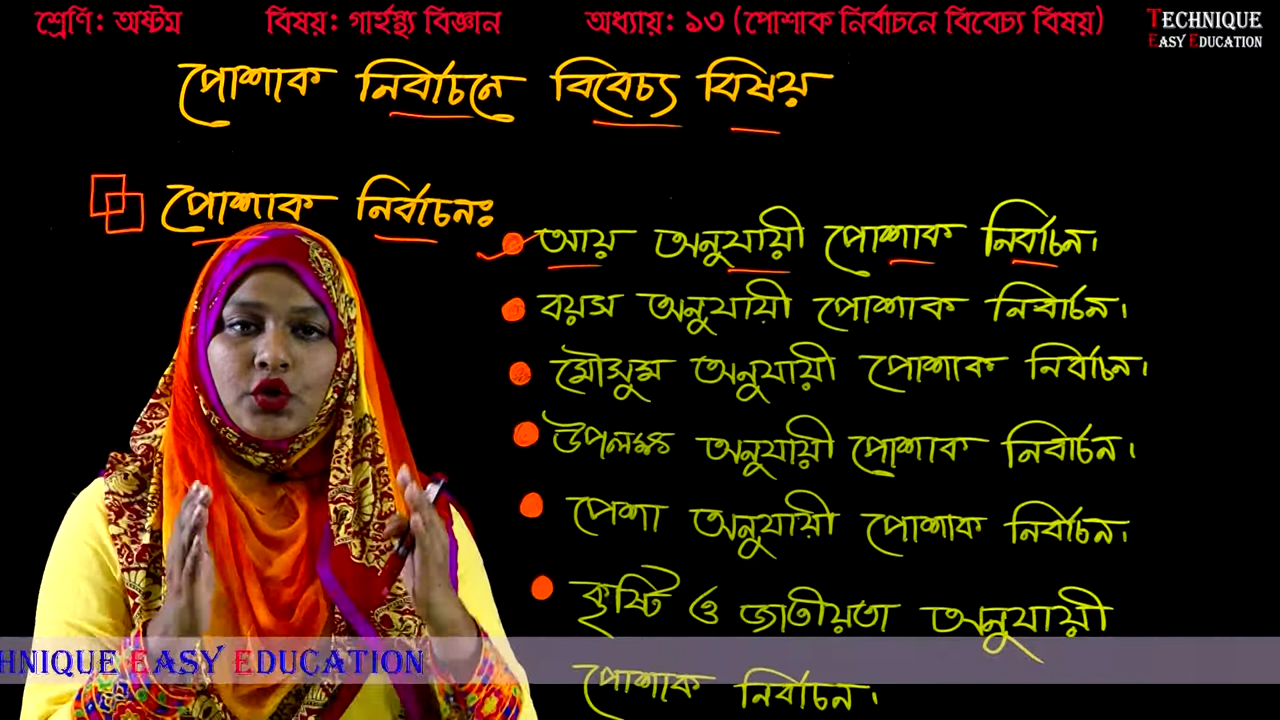 শ্রেণি: অষ্টম বিষয়: গার্হস্থ্য বিজ্ঞান অধ্যায়: ১৩ (পোশাক নির্বাচনে বিবেচ্য বিষয়)
TECHNIQUE
EASY EDUCATION
পোশাক নির্বাচনে বিবেচ্য বিষয়
পোশাক নির্বাচনঃ
আয় অনুযায়ী পোশাক নির্বাচন।
বয়স অনুযায়ী পোশাক নির্বাচন।
মৌসুম অনুযায়ী পোশাক নির্বাচন।
উপলক্ষ্য অনুযায়ী পোশাক নির্বাচন।
পেশা অনুযায়ী পোশাক নির্বাচন।
কৃষ্টি ও জাতীয়তা অনুযায়ী
পোশাক নির্বাচন।
HNIQUE EASY EDUCATION